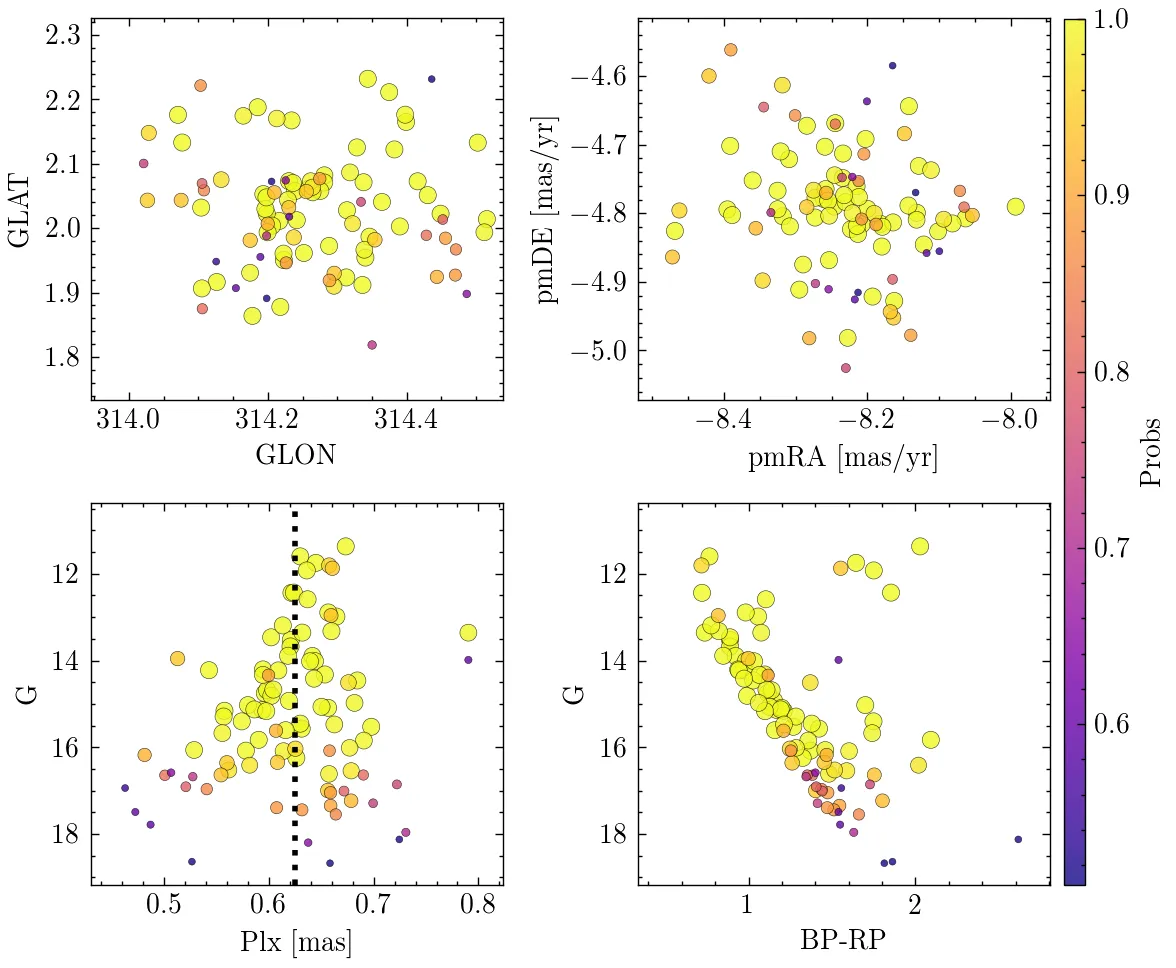 2.3
2.2
2.1
2.0
1.9
1.8
GLAT
314.0 314.2 314.4
GLON
−4.6
−4.7
−4.8
−4.9
−5.0
pmDE [mas/yr]
−8.4 −8.2 −8.0
pmRA [mas/yr]
12
14
16
18
G
0.5 0.6 0.7 0.8
Plx [mas]
12
14
16
18
G
1 2
BP-RP
1.0
0.9
0.8
0.7
0.6
Probs